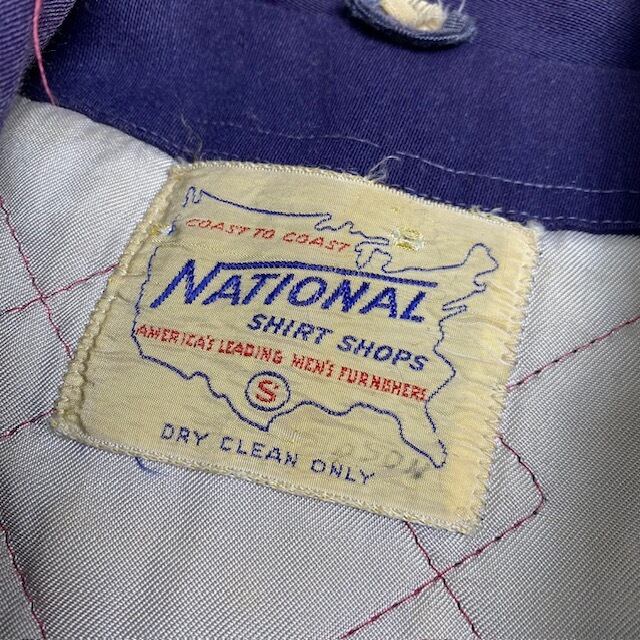 COAST TO COAST
NATIONAL
SHIRT SHOPS
AMERICA'S LEADING MEN'S FURNISHERS
S
DRY CLEAN ONLY